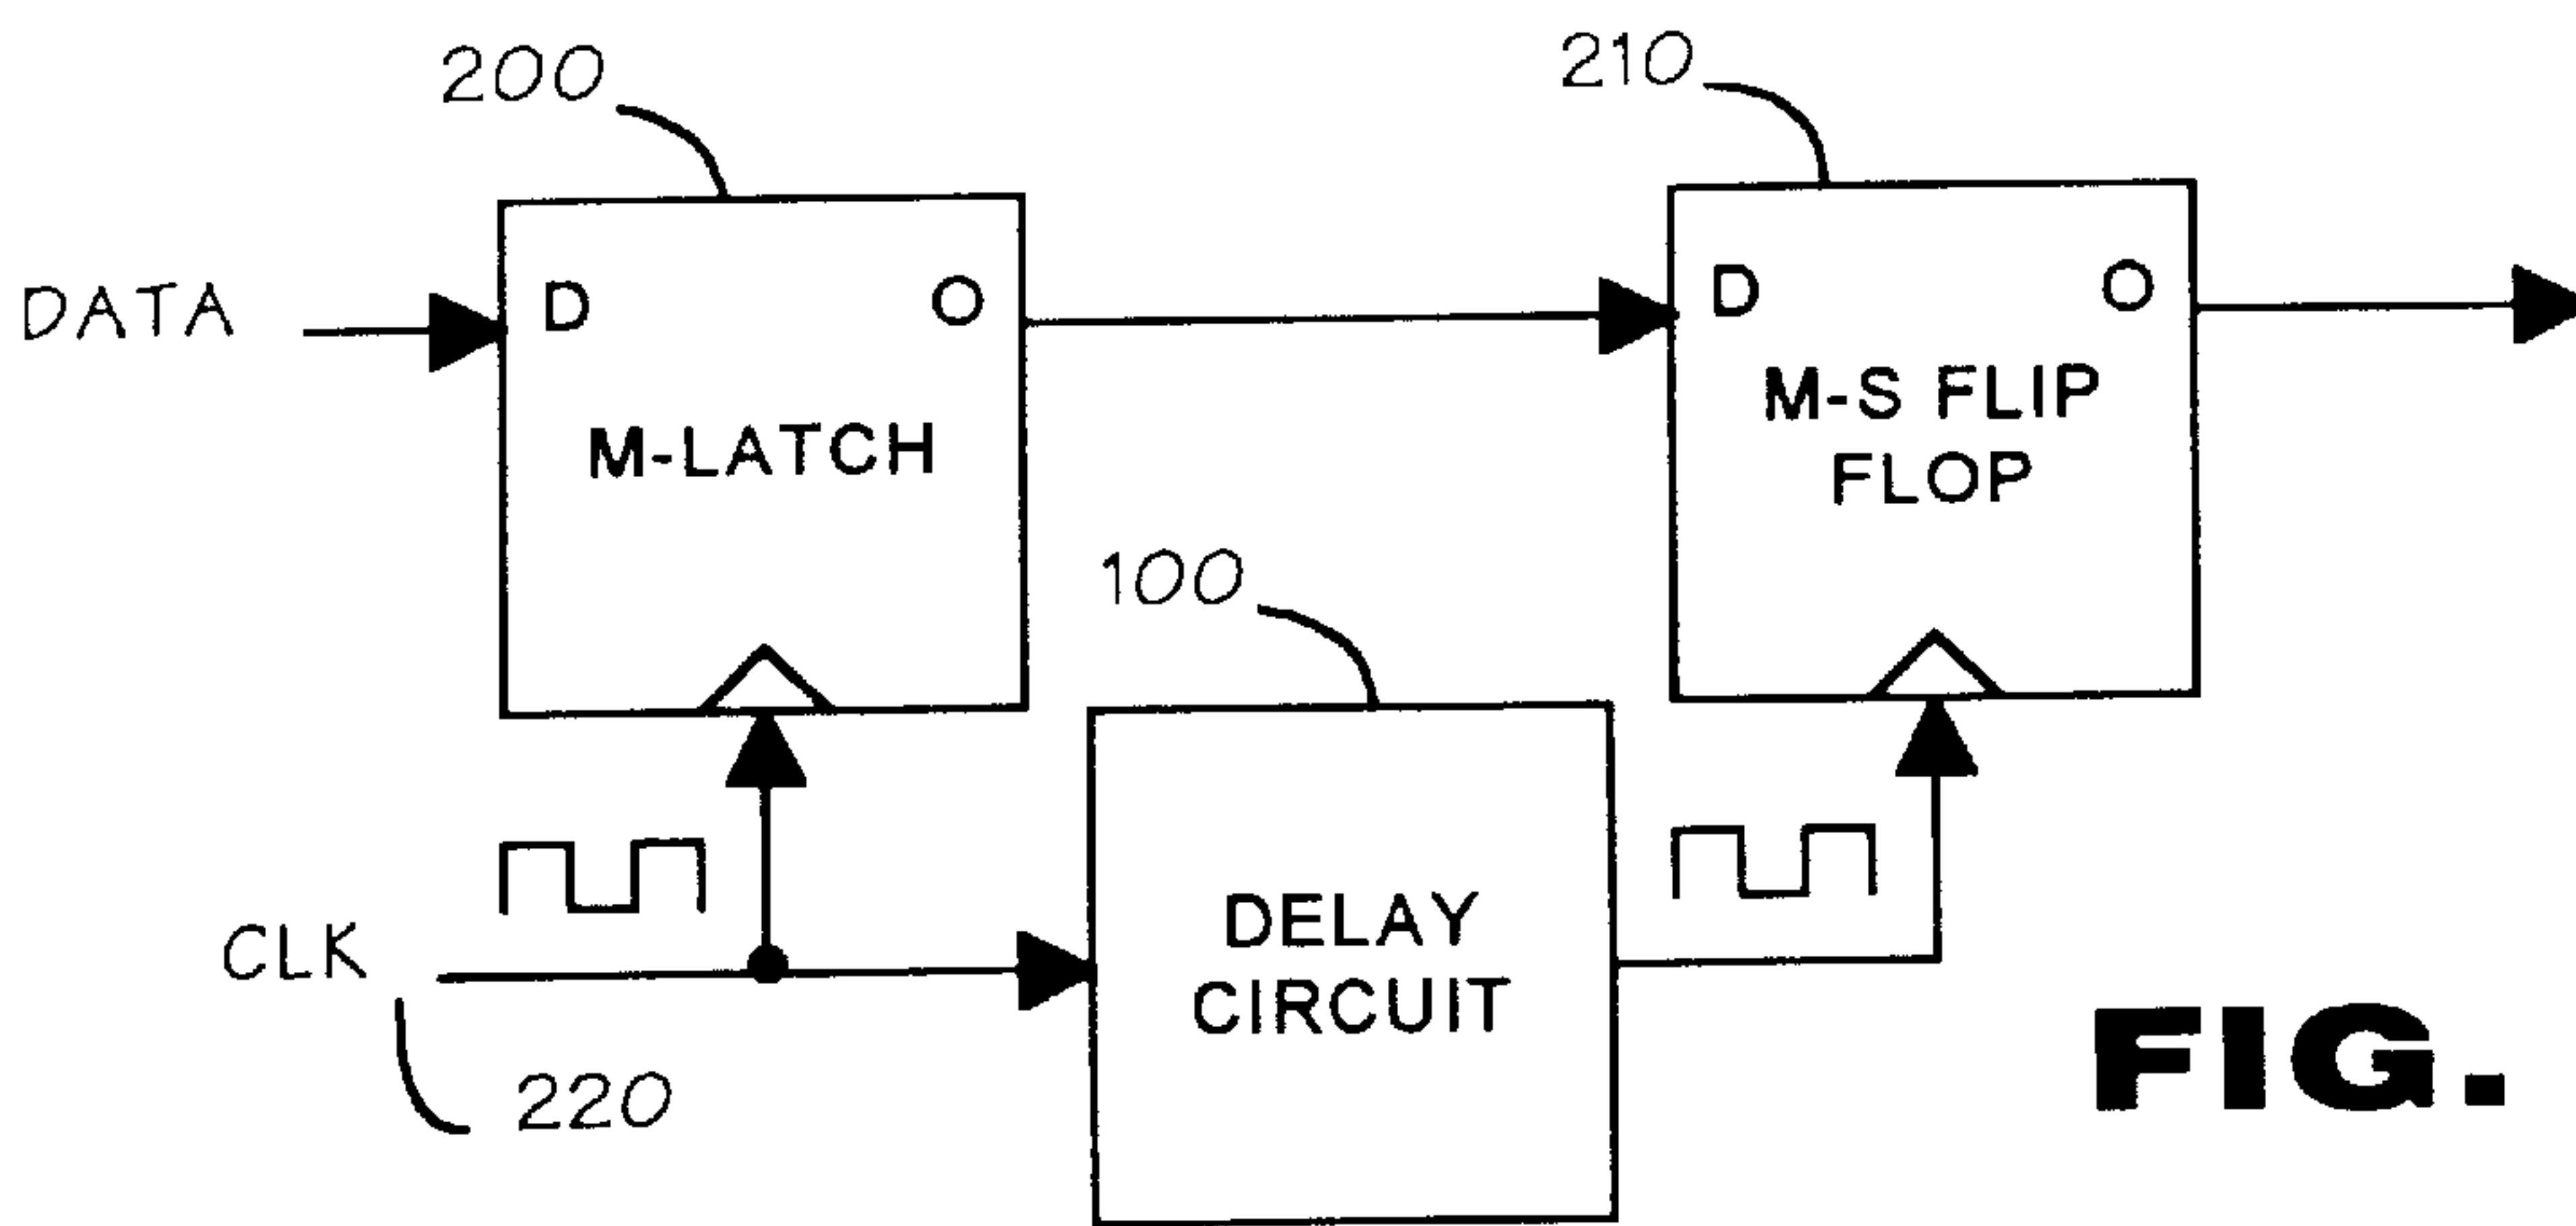 200
210
DATA
D
O
D
O
M-LATCH
M-S FLIP
FLOP
100
CLK
DELAY
CIRCUIT
220
FIG.